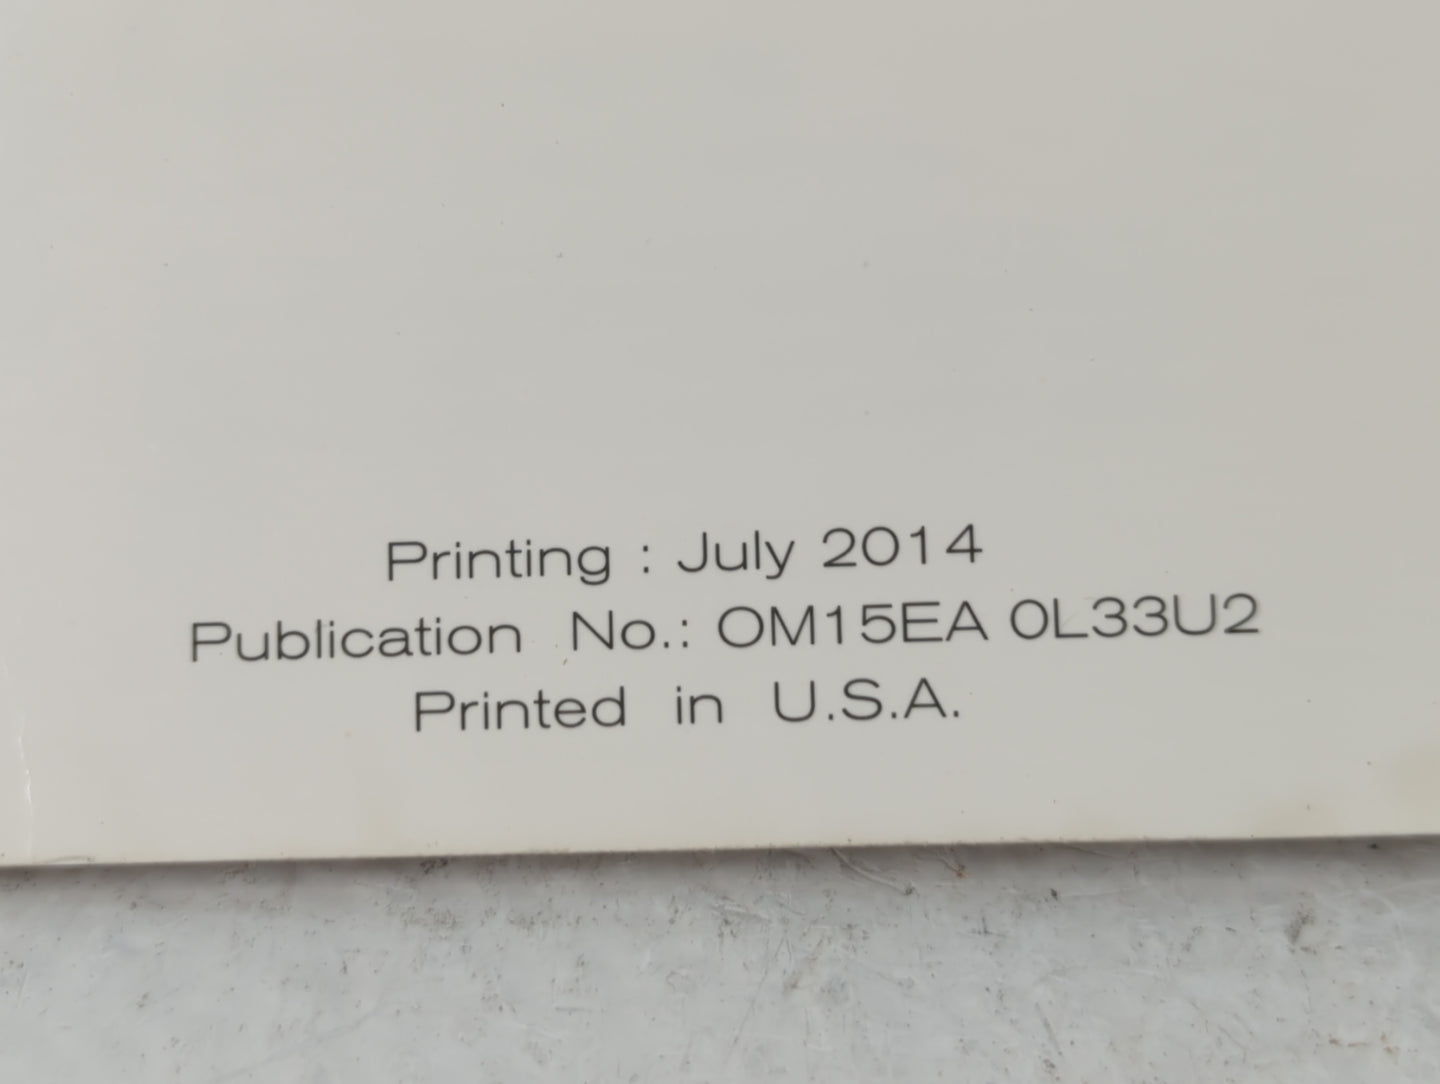 Printing : July 2014
Publication No.: OM15EA 0L33U2
Printed in U.S.A.